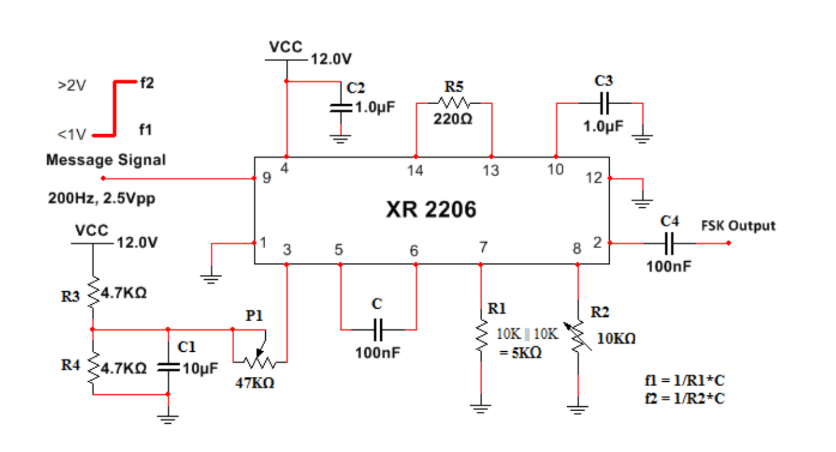 VCC
12.0V
>2V
f2
C2
1.0µF
R5
220Ω
C3
1.0µF
<1V
f1
Message Signal
9
4
14
13
10
12
200Hz, 2.5Vpp
XR 2206
VCC
12.0V
1
3
5
6
7
8
2
C4
FSK Output
100nF
R3
4.7KΩ
P1
C
100nF
R1
10K || 10K
= 5KΩ
R2
10KΩ
C1
R4
4.7KΩ
10µF
47KΩ
f1 = 1/R1*C
f2 = 1/R2*C